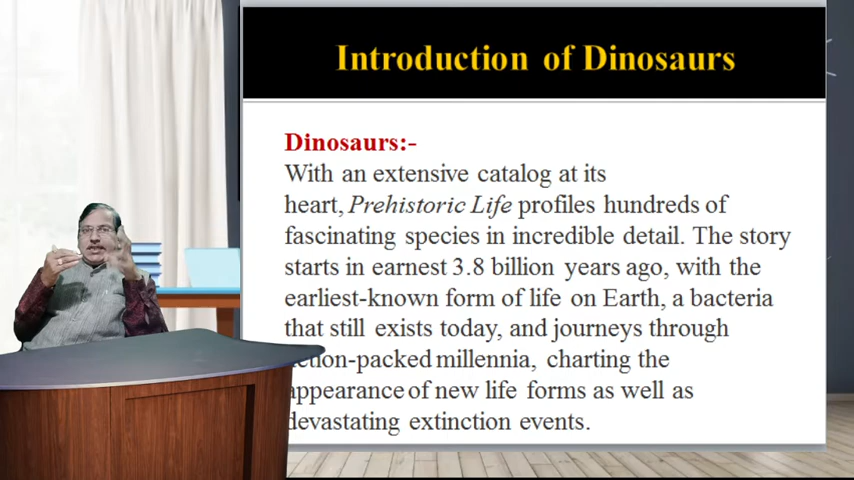 Introduction of Dinosaurs
Dinosaurs:-
With an extensive catalog at its
heart, Prehistoric Life profiles hundreds of
fascinating species in incredible detail. The story
starts in earnest 3.8 billion years ago, with the
earliest-known form of life on Earth, a bacteria
that still exists today, and journeys through
action-packed millennia, charting the
appearance of new life forms as well as
devastating extinction events.